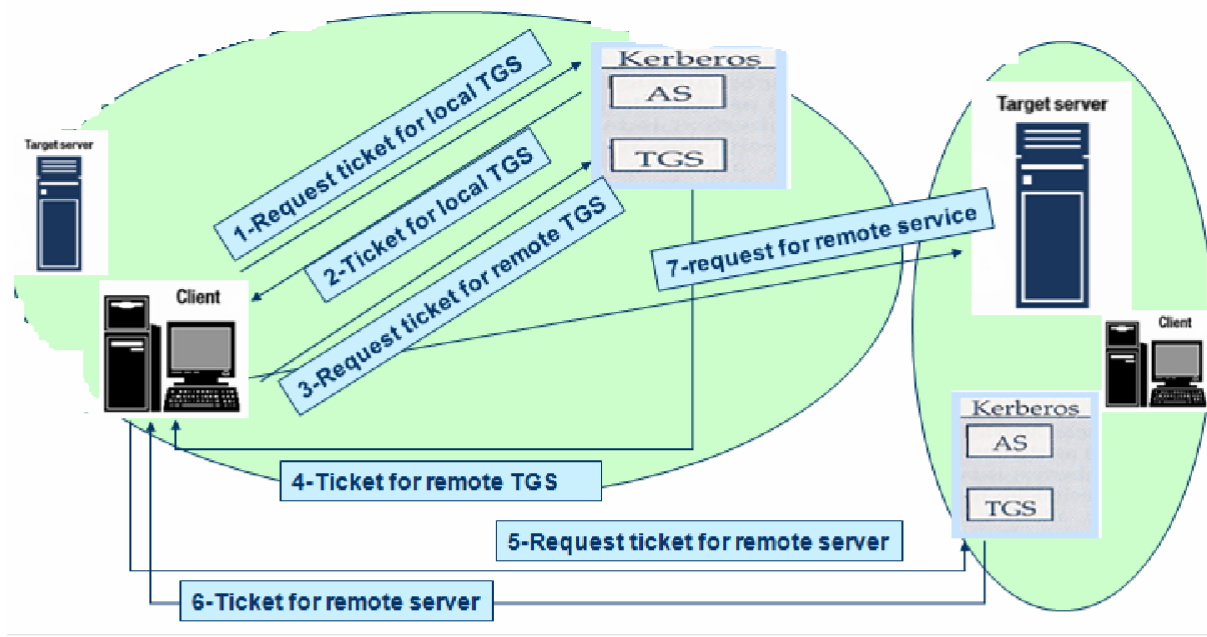 Kerberos
AS
TGS
1-Request ticket for local TGS
2-Ticket for local TGS
3-Request ticket for remote TGS
Target server
Client
7-request for remote service
Target server
Client
Kerberos
AS
TGS
4-Ticket for remote TGS
5-Request ticket for remote server
6-Ticket for remote server